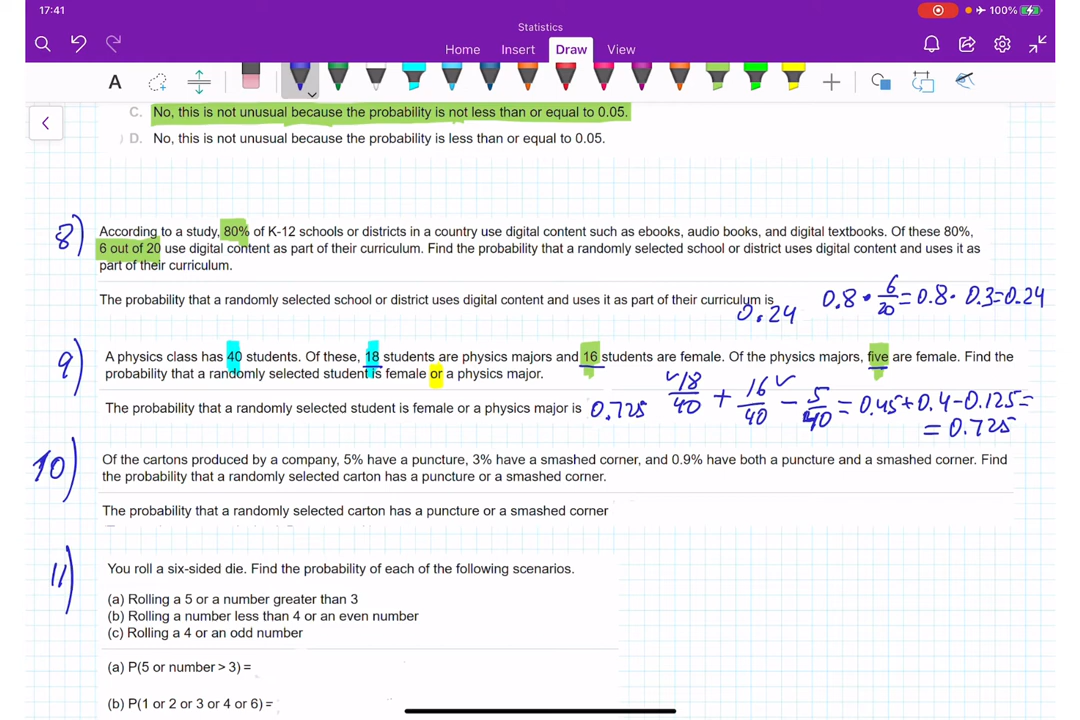 17:41
100%
Statistics
Home Insert Draw View
A
C. No, this is not unusual because the probability is not less than or equal to 0.05.
D. No, this is not unusual because the probability is less than or equal to 0.05.
8) According to a study, 80% of K-12 schools or districts in a country use digital content such as ebooks, audio books, and digital textbooks. Of these 80%,
6 out of 20 use digital content as part of their curriculum. Find the probability that a randomly selected school or district uses digital content and uses it as
part of their curriculum.
The probability that a randomly selected school or district uses digital content and uses it as part of their curriculum is 0.24
0.8 · 6/20 = 0.8 · 0.3 = 0.24
9) A physics class has 40 students. Of these, 18 students are physics majors and 16 students are female. Of the physics majors, five are female. Find the
probability that a randomly selected student is female or a physics major.
The probability that a randomly selected student is female or a physics major is 0.725
18/40 + 16/40 - 5/40 = 0.45 + 0.4 - 0.125 =
= 0.725
10) Of the cartons produced by a company, 5% have a puncture, 3% have a smashed corner, and 0.9% have both a puncture and a smashed corner. Find
the probability that a randomly selected carton has a puncture or a smashed corner.
The probability that a randomly selected carton has a puncture or a smashed corner
11) You roll a six-sided die. Find the probability of each of the following scenarios.
(a) Rolling a 5 or a number greater than 3
(b) Rolling a number less than 4 or an even number
(c) Rolling a 4 or an odd number
(a) P(5 or number > 3) =
(b) P(1 or 2 or 3 or 4 or 6) =